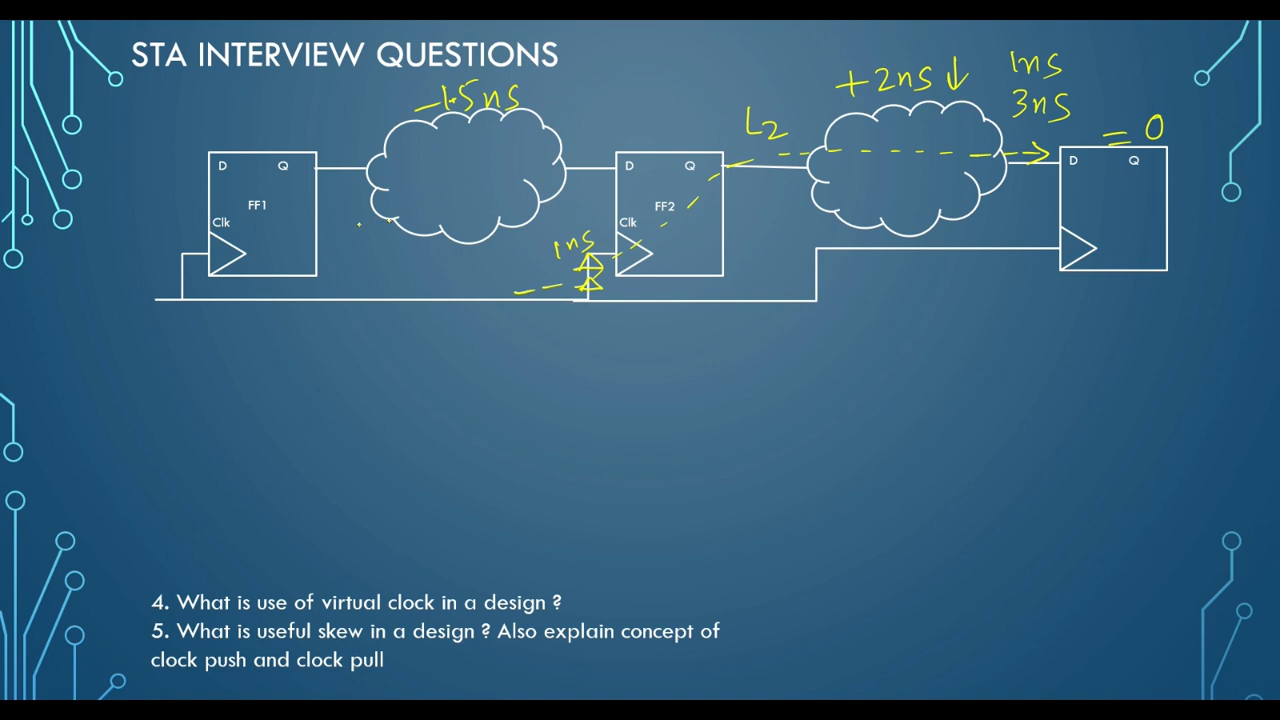 STA INTERVIEW QUESTIONS
-1.5ns
+2ns↓
1ns
3ns
L2
= 0
D Q
FF1
Clk
D Q
FF2
Clk
D Q
1ns
4. What is use of virtual clock in a design ?
5. What is useful skew in a design ? Also explain concept of
clock push and clock pull